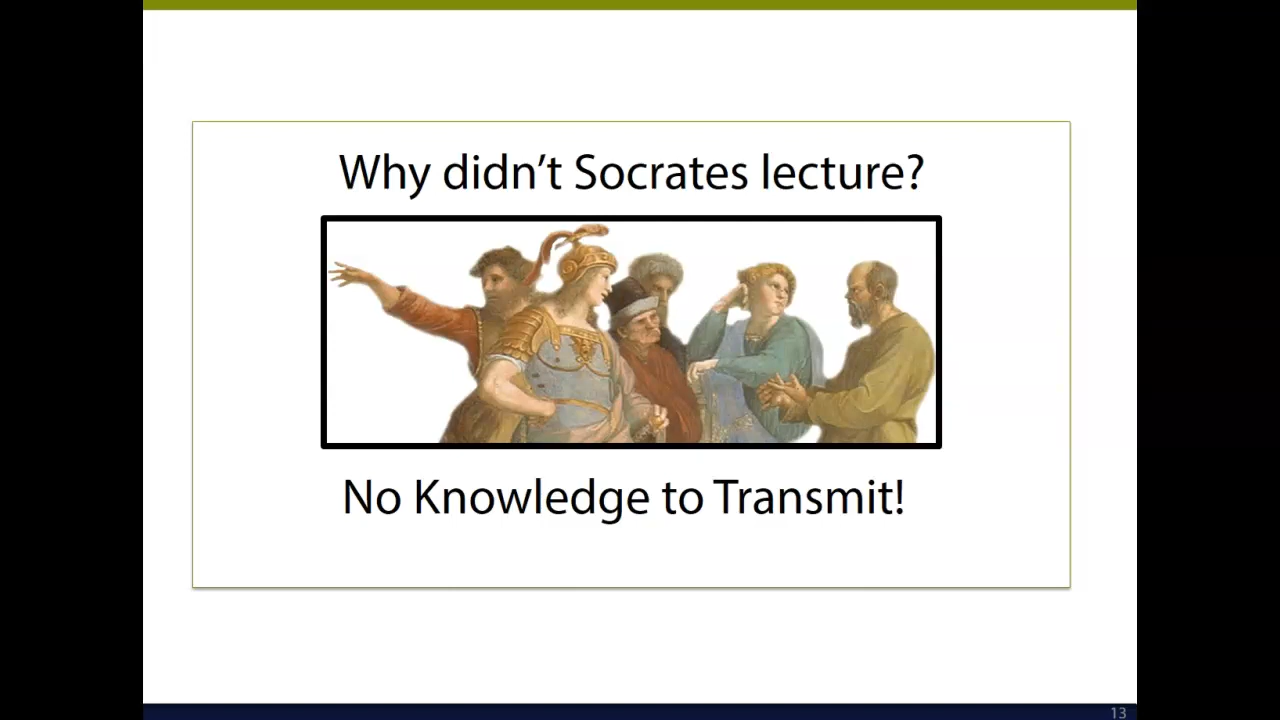 Why didn’t Socrates lecture?
No Knowledge to Transmit!
13